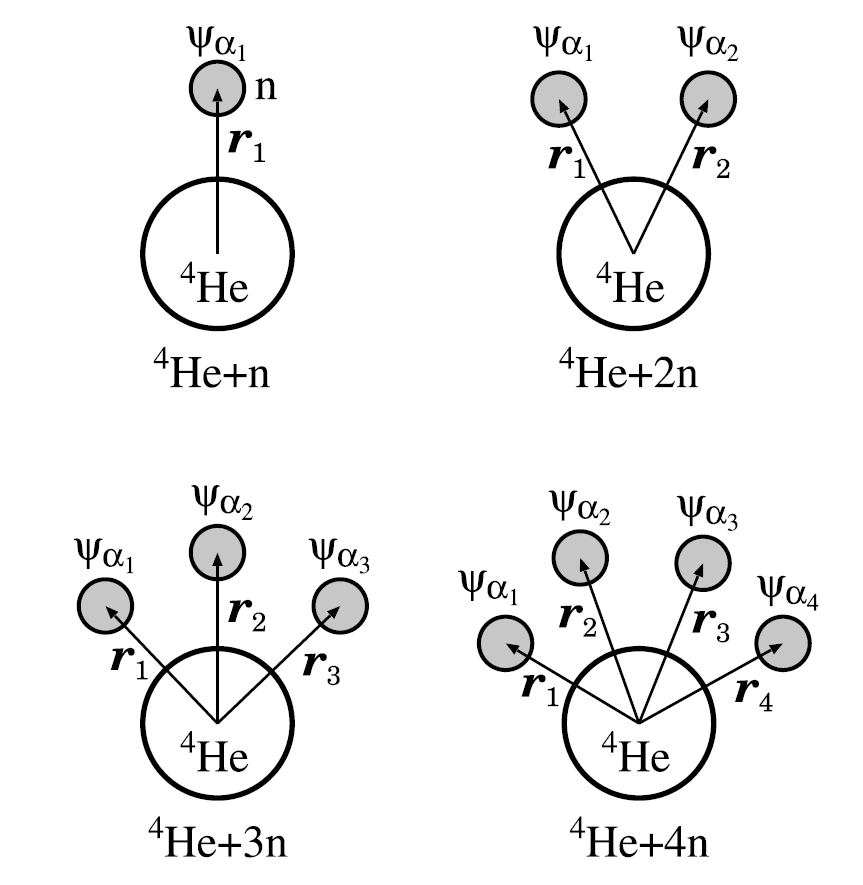 ψα₁
n
r₁
⁴He
⁴He+n
ψα₁ ψα₂
r₁ r₂
⁴He
⁴He+2n
ψα₂
ψα₁ ψα₃
r₂
r₁ r₃
⁴He
⁴He+3n
ψα₂ ψα₃
ψα₁ ψα₄
r₂ r₃
r₁ r₄
⁴He
⁴He+4n